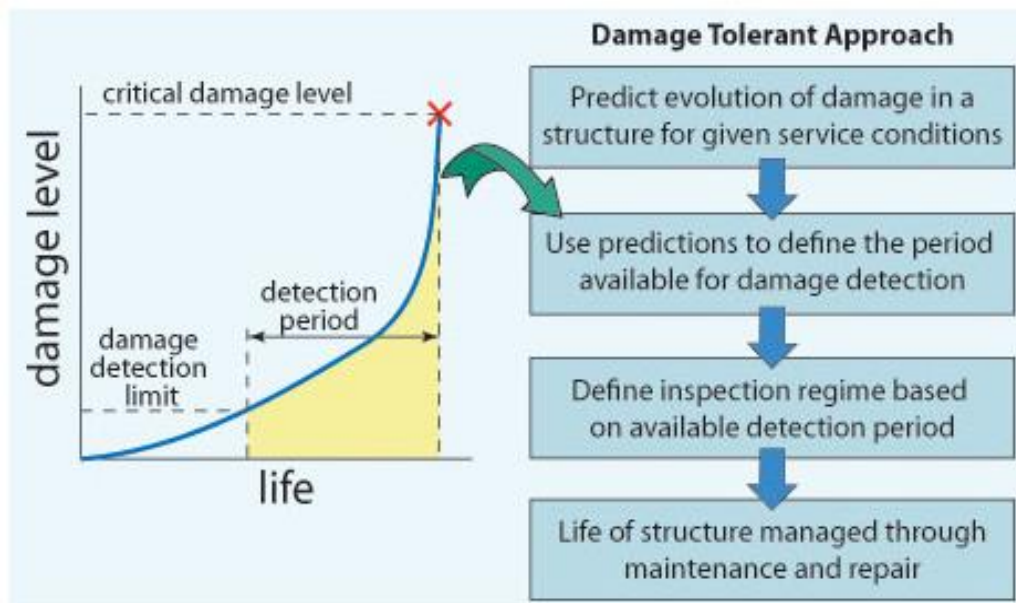 Damage Tolerant Approach
critical damage level
damage level
detection
period
damage
detection
limit
life
Predict evolution of damage in a
structure for given service conditions
Use predictions to define the period
available for damage detection
Define inspection regime based
on available detection period
Life of structure managed through
maintenance and repair